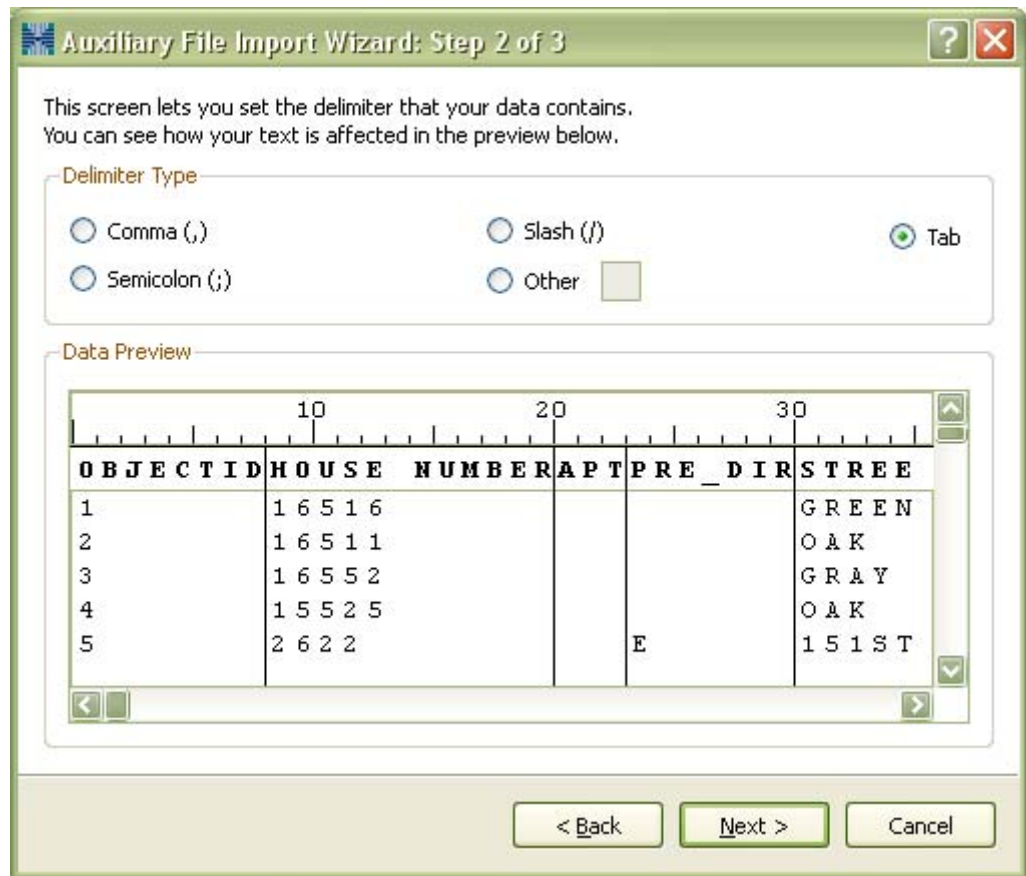 Auxiliary File Import Wizard: Step 2 of 3
This screen lets you set the delimiter that your data contains.
You can see how your text is affected in the preview below.
Delimiter Type
Comma (,) Slash (/) Tab
Semicolon (;) Other
Data Preview
10 20 30
OBJECTID HOUSE NUMBER APT PRE_DIR STREE
1 16516 GREEN
2 16511 OAK
3 16552 GRAY
4 15525 OAK
5 2622 E 151ST
< Back Next > Cancel